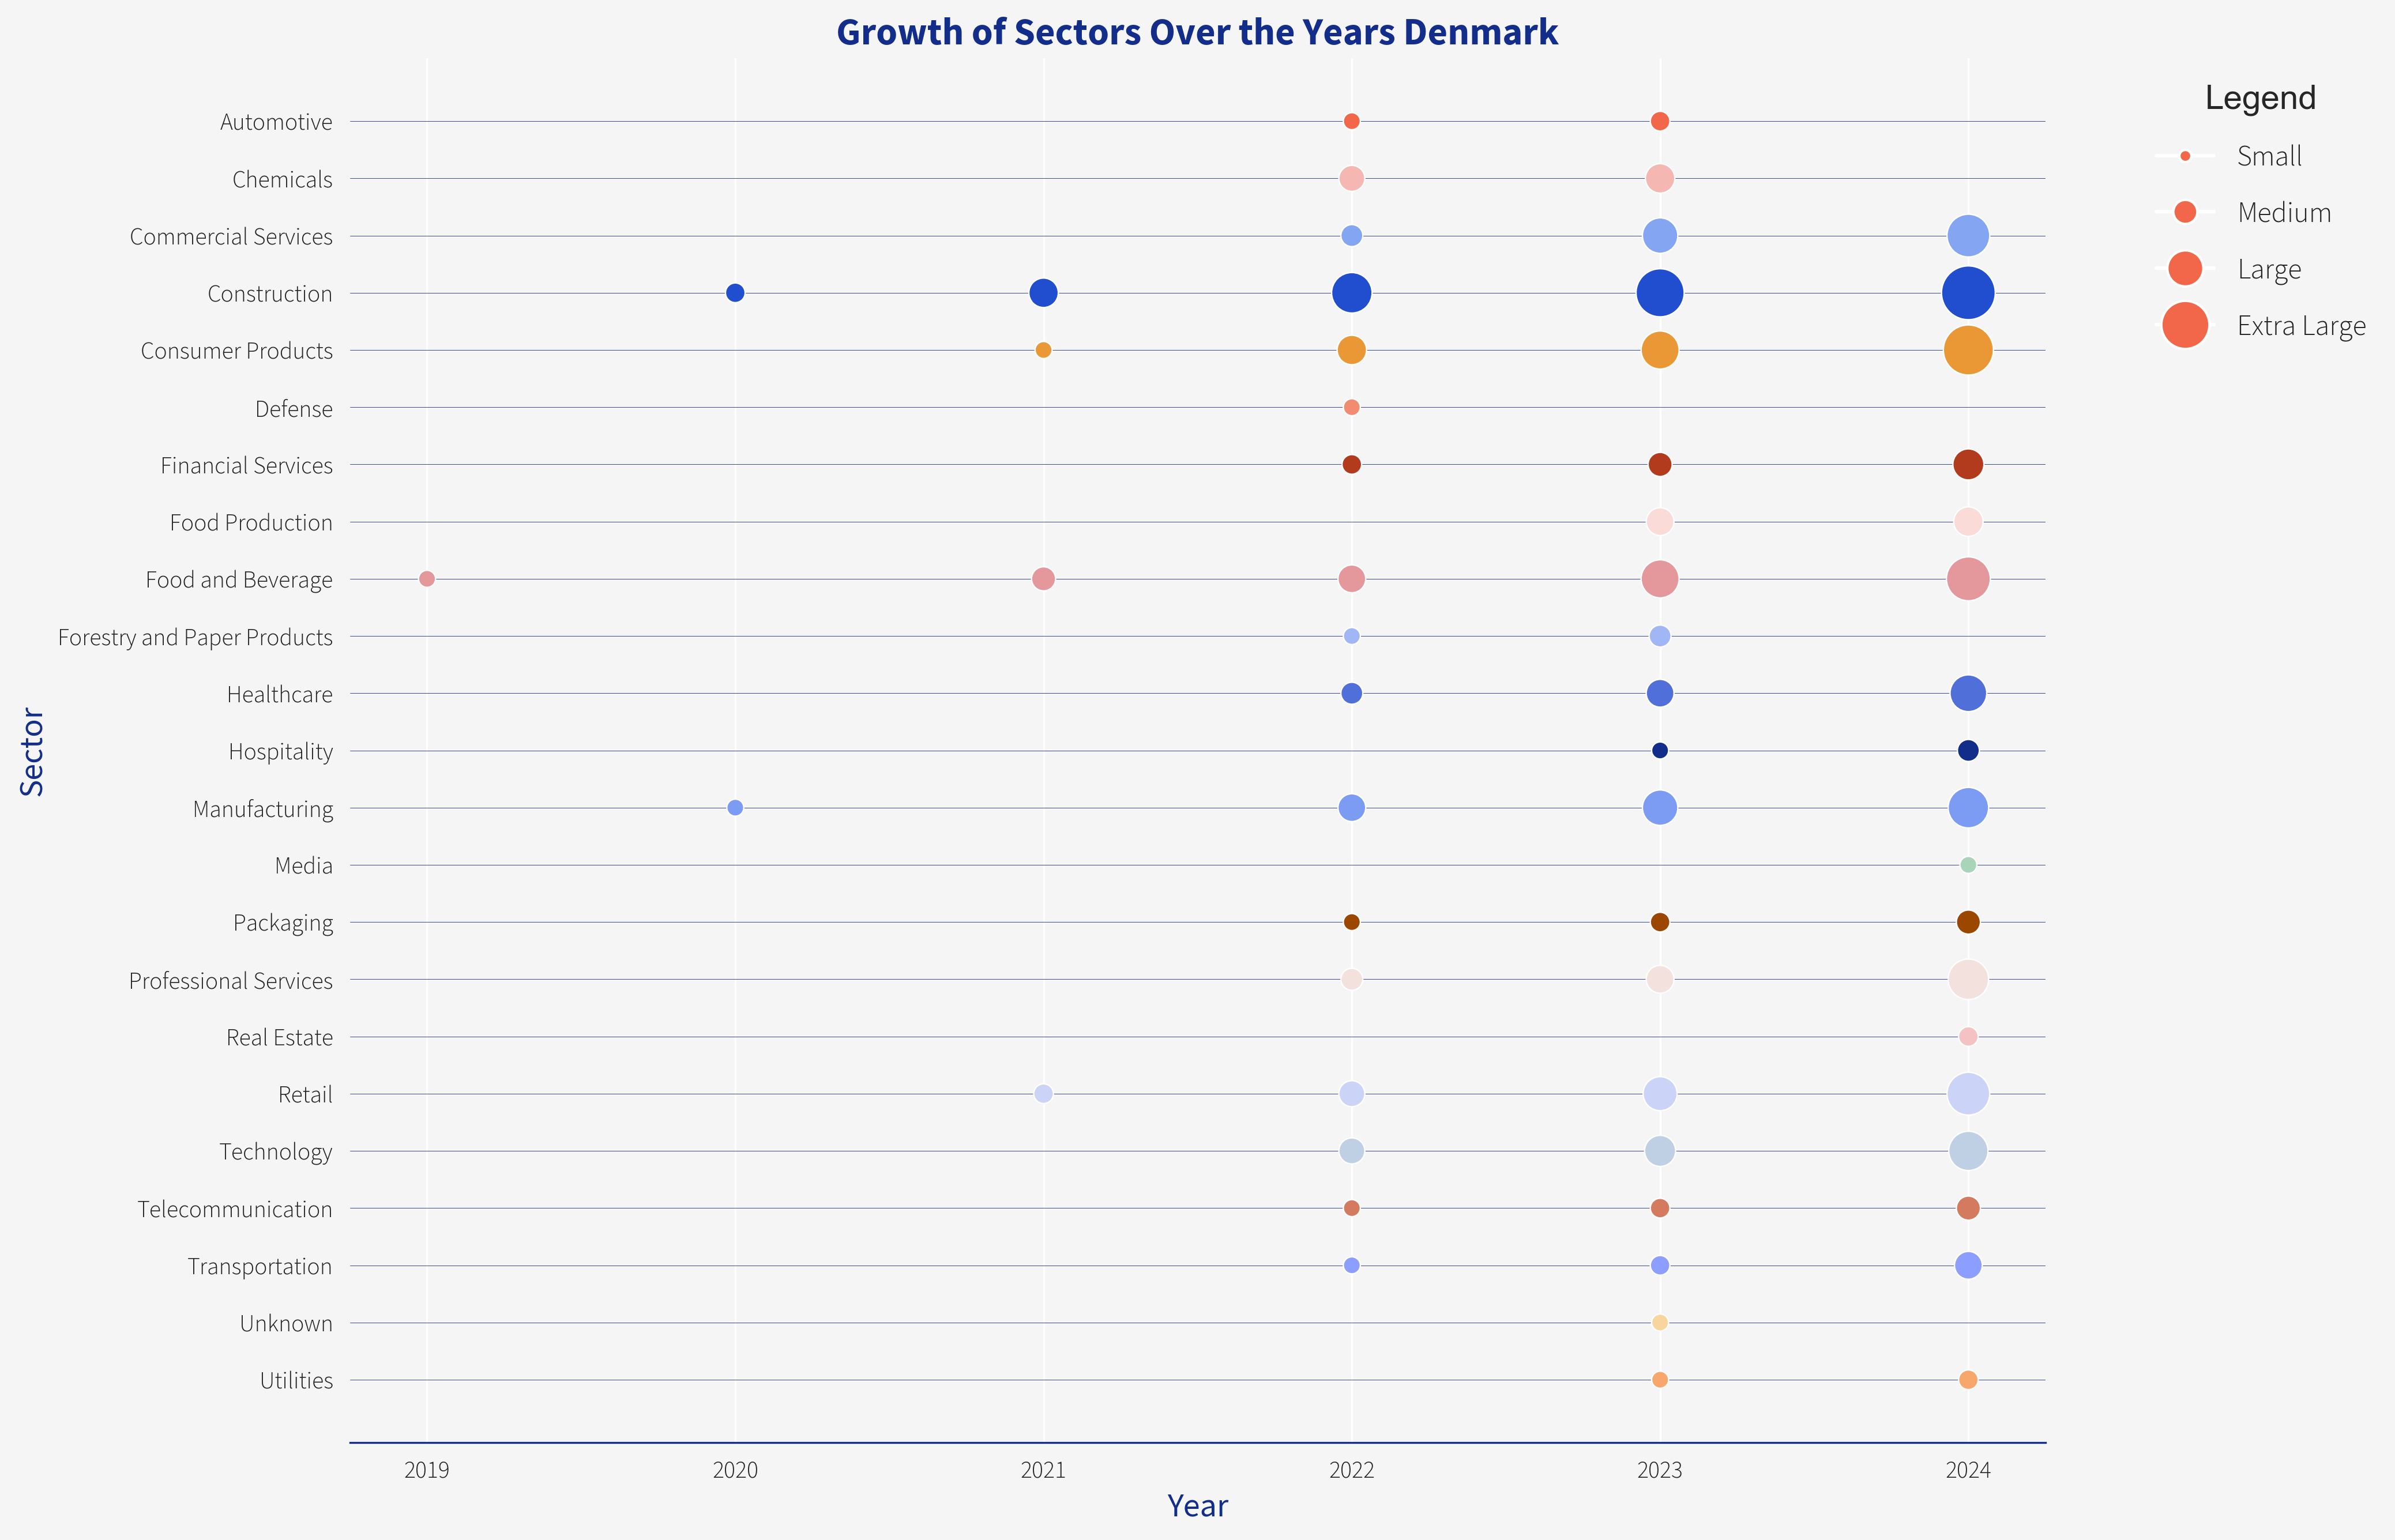 Growth of Sectors Over the Years Denmark
Legend
Small
Medium
Large
Extra Large
Sector
Automotive
Chemicals
Commercial Services
Construction
Consumer Products
Defense
Financial Services
Food Production
Food and Beverage
Forestry and Paper Products
Healthcare
Hospitality
Manufacturing
Media
Packaging
Professional Services
Real Estate
Retail
Technology
Telecommunication
Transportation
Unknown
Utilities
2019 2020 2021 2022 2023 2024
Year